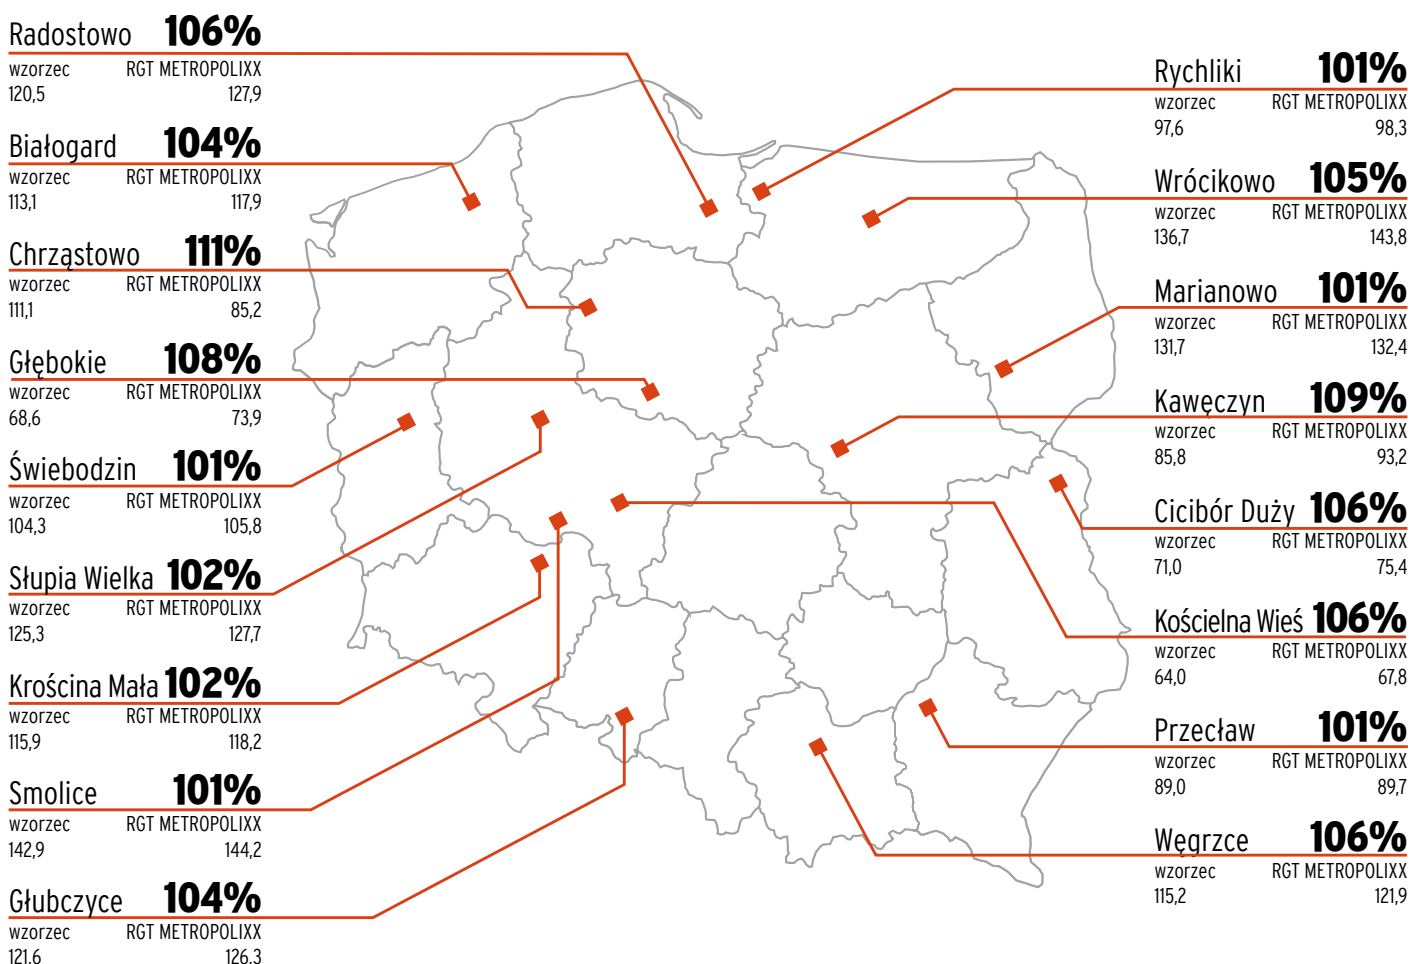 Radostowo 106%
wzorzec RGT METROPOLIXX
120,5 127,9
Białogard 104%
wzorzec RGT METROPOLIXX
113,1 117,9
Chrząstowo 111%
wzorzec RGT METROPOLIXX
111,1 85,2
Głębokie 108%
wzorzec RGT METROPOLIXX
68,6 73,9
Świebodzin 101%
wzorzec RGT METROPOLIXX
104,3 105,8
Słupia Wielka 102%
wzorzec RGT METROPOLIXX
125,3 127,7
Krościna Mała 102%
wzorzec RGT METROPOLIXX
115,9 118,2
Smolice 101%
wzorzec RGT METROPOLIXX
142,9 144,2
Głubczyce 104%
wzorzec RGT METROPOLIXX
121,6 126,3
Rychliki 101%
wzorzec RGT METROPOLIXX
97,6 98,3
Wrócikowo 105%
wzorzec RGT METROPOLIXX
136,7 143,8
Marianowo 101%
wzorzec RGT METROPOLIXX
131,7 132,4
Kawęczyn 109%
wzorzec RGT METROPOLIXX
85,8 93,2
Cicibór Duży 106%
wzorzec RGT METROPOLIXX
71,0 75,4
Kościelna Wieś 106%
wzorzec RGT METROPOLIXX
64,0 67,8
Przecław 101%
wzorzec RGT METROPOLIXX
89,0 89,7
Węgrzce 106%
wzorzec RGT METROPOLIXX
115,2 121,9